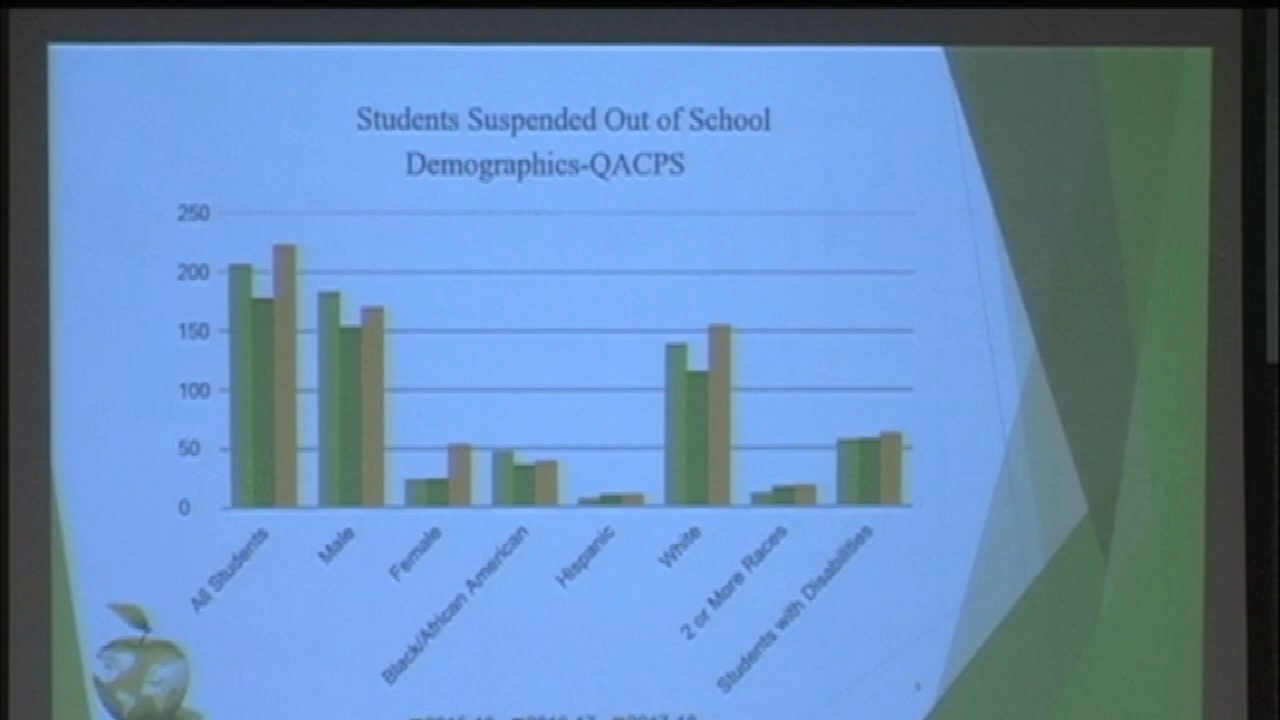 Students Suspended Out of School
Demographics-QACPS
250
200
150
100
50
0
All Students
Male
Female
Black/African American
Hispanic
White
2 or More Races
Students with Disabilities